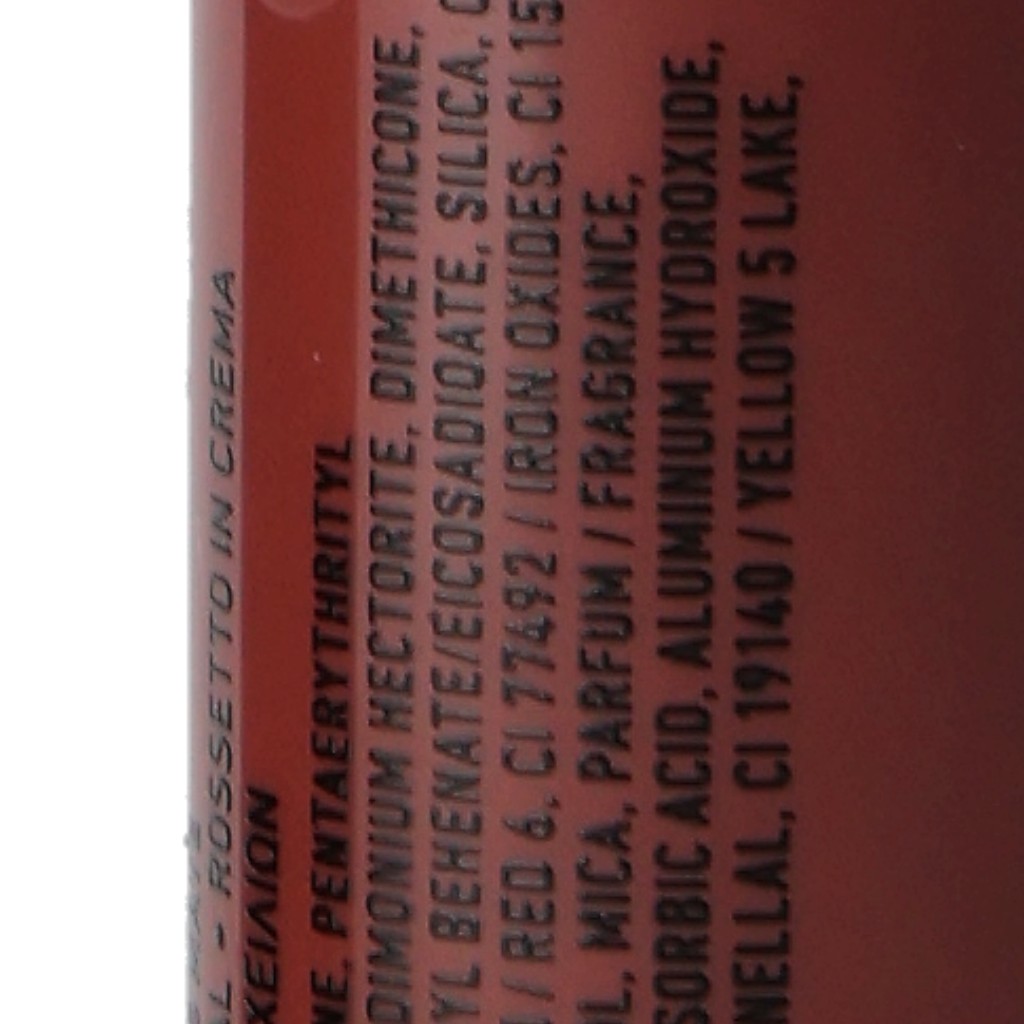 L - ROSSETTO IN CREMA
ΧΕΙΛΙΩΝ
NE, PENTAERYTHRITYL
DIMONIUM HECTORITE, DIMETHICONE,
YL BEHENATE/EICOSADIOATE, SILICA,
/ RED 6, CI 77492 / IRON OXIDES, CI 15
L, MICA, PARFUM / FRAGRANCE,
SORBIC ACID, ALUMINUM HYDROXIDE,
NELLAL, CI 19140 / YELLOW 5 LAKE,